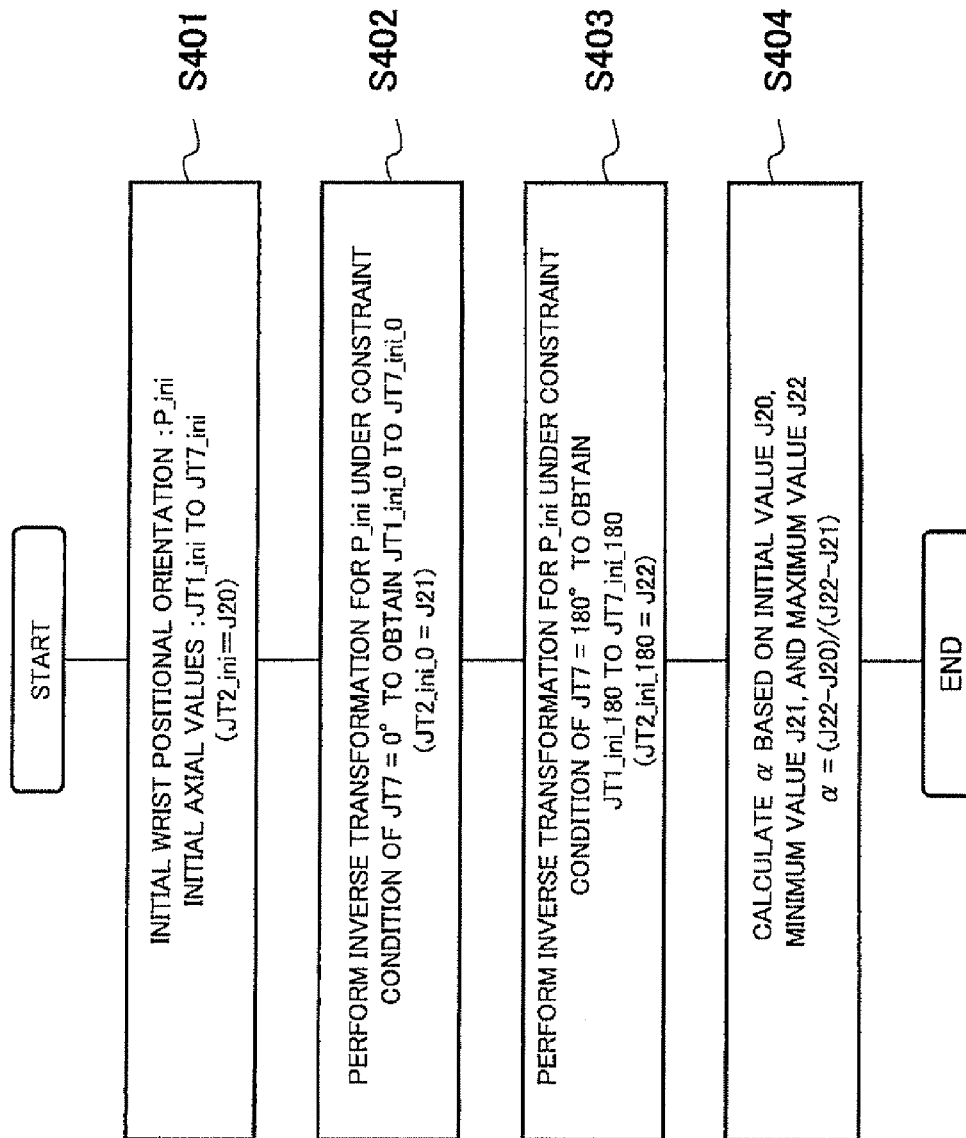 START
INITIAL WRIST POSITIONAL ORIENTATION : P_ini
INITIAL AXIAL VALUES : JT1_ini TO JT7_ini
(JT2_ini=J20)
S401
PERFORM INVERSE TRANSFORMATION FOR P_ini UNDER CONSTRAINT
CONDITION OF JT7 = 0° TO OBTAIN JT1_ini_0 TO JT7_ini_0
(JT2_ini_0 = J21)
S402
PERFORM INVERSE TRANSFORMATION FOR P_ini UNDER CONSTRAINT
CONDITION OF JT7 = 180° TO OBTAIN
JT1_ini_180 TO JT7_ini_180
(JT2_ini_180 = J22)
S403
CALCULATE α BASED ON INITIAL VALUE J20,
MINIMUM VALUE J21, AND MAXIMUM VALUE J22
α = (J22-J20)/(J22-J21)
S404
END